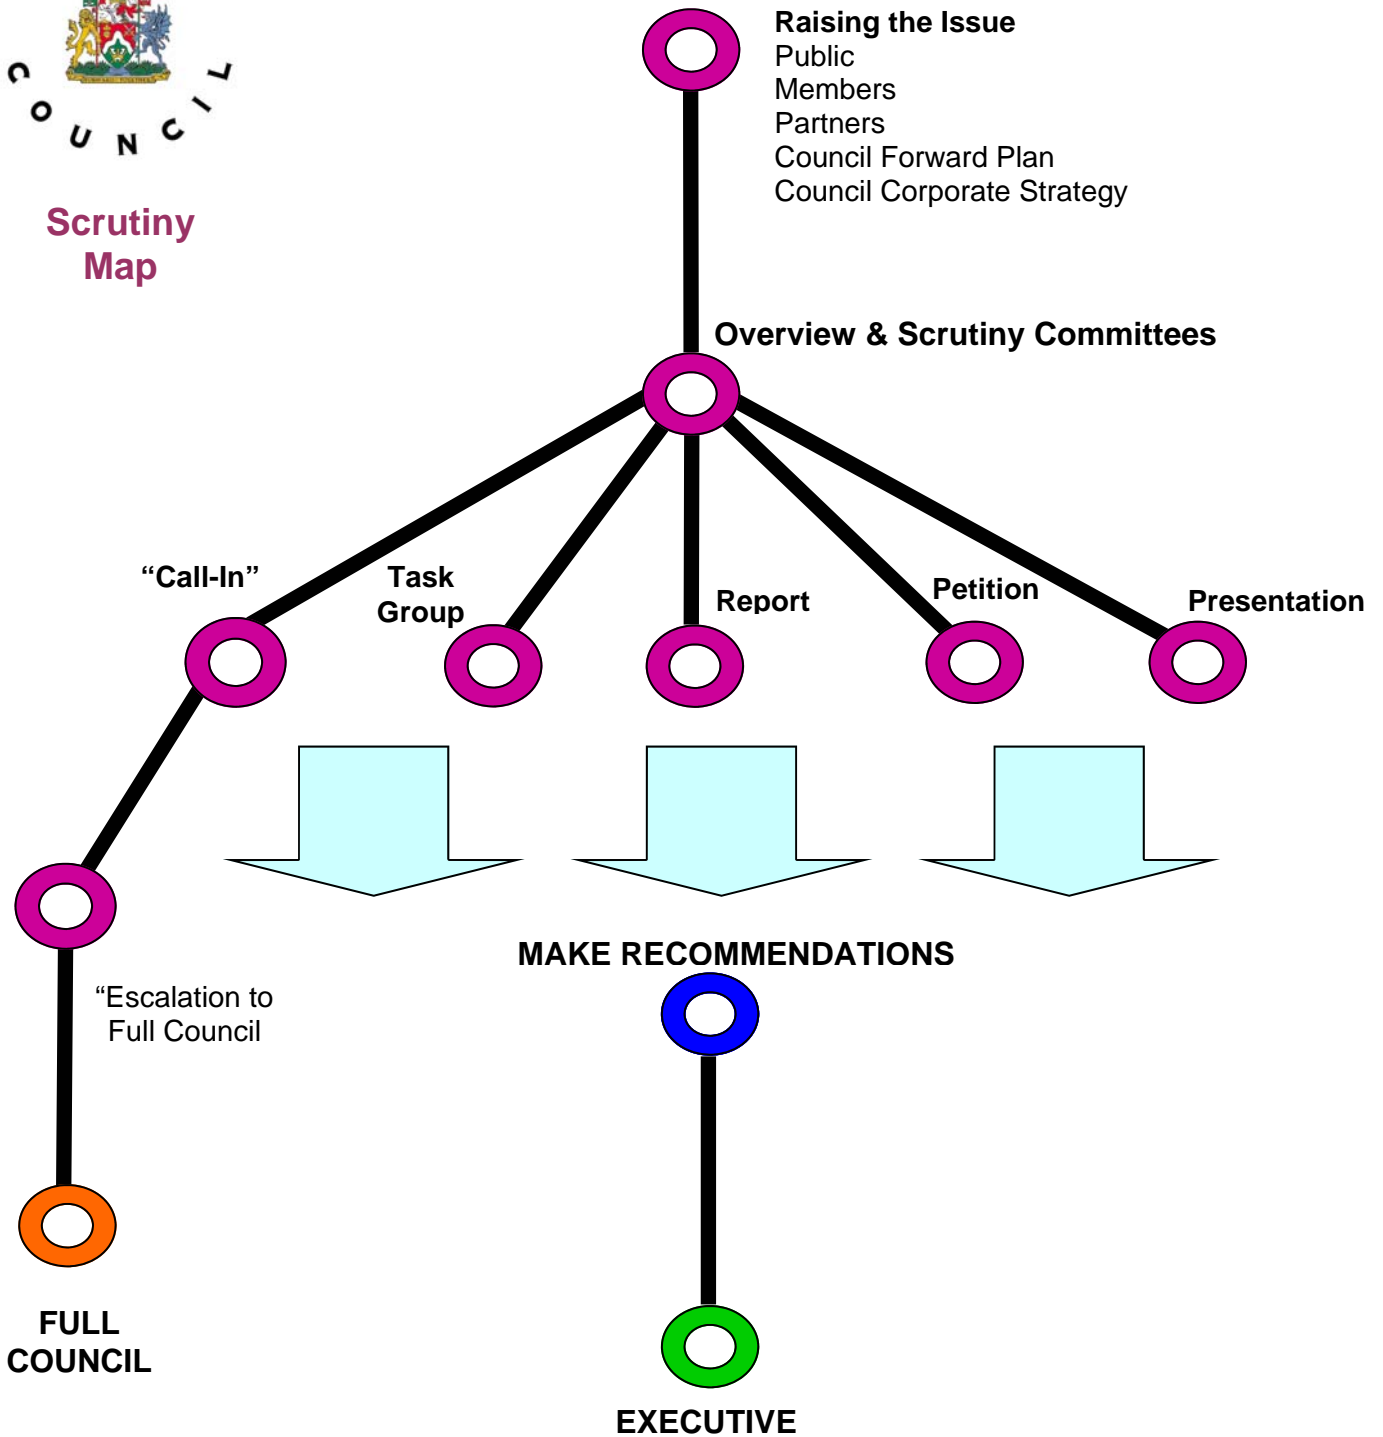 COUNCIL
Scrutiny
Map
Raising the Issue
Public
Members
Partners
Council Forward Plan
Council Corporate Strategy
Overview & Scrutiny Committees
“Call-In”
Task
Group
Report
Petition
Presentation
MAKE RECOMMENDATIONS
“Escalation to
Full Council
FULL
COUNCIL
EXECUTIVE